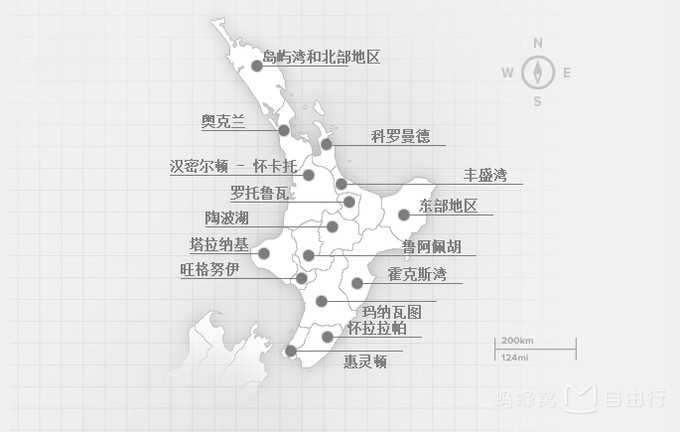 N
岛屿湾和北部地区
W E
S
奥克兰
科罗曼德
汉密尔顿 - 怀卡托
丰盛湾
罗托鲁瓦
东部地区
陶波湖
塔拉纳基
鲁阿佩胡
旺格努伊
霍克斯湾
玛纳瓦图
怀拉拉帕
200km
124mi
惠灵顿
蚂蜂窝 自由行